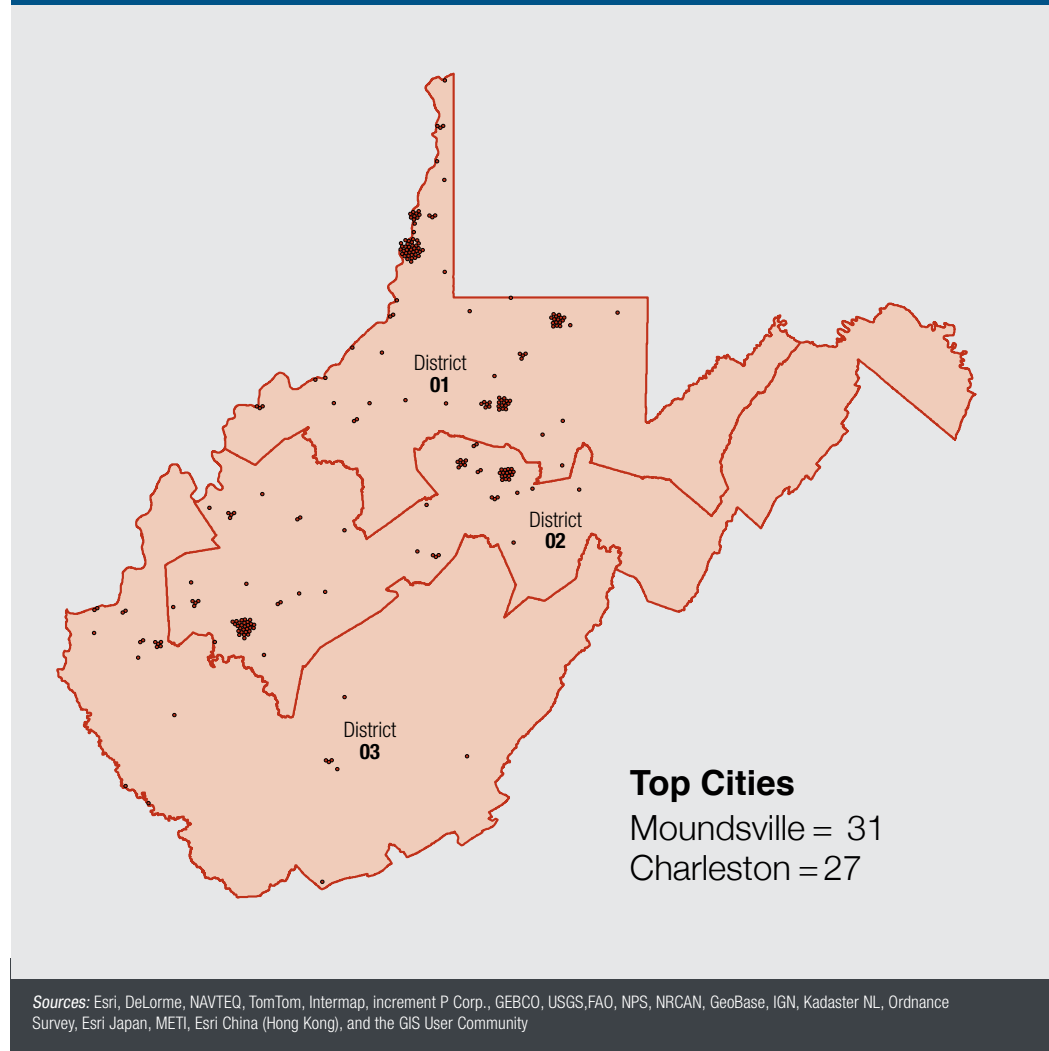 District
01
District
02
District
03
Top Cities
Moundsville = 31
Charleston = 27
Sources: Esri, DeLorme, NAVTEQ, TomTom, Intermap, increment P Corp., GEBCO, USGS,FAO, NPS, NRCAN, GeoBase, IGN, Kadaster NL, Ordnance
Survey, Esri Japan, METI, Esri China (Hong Kong), and the GIS User Community